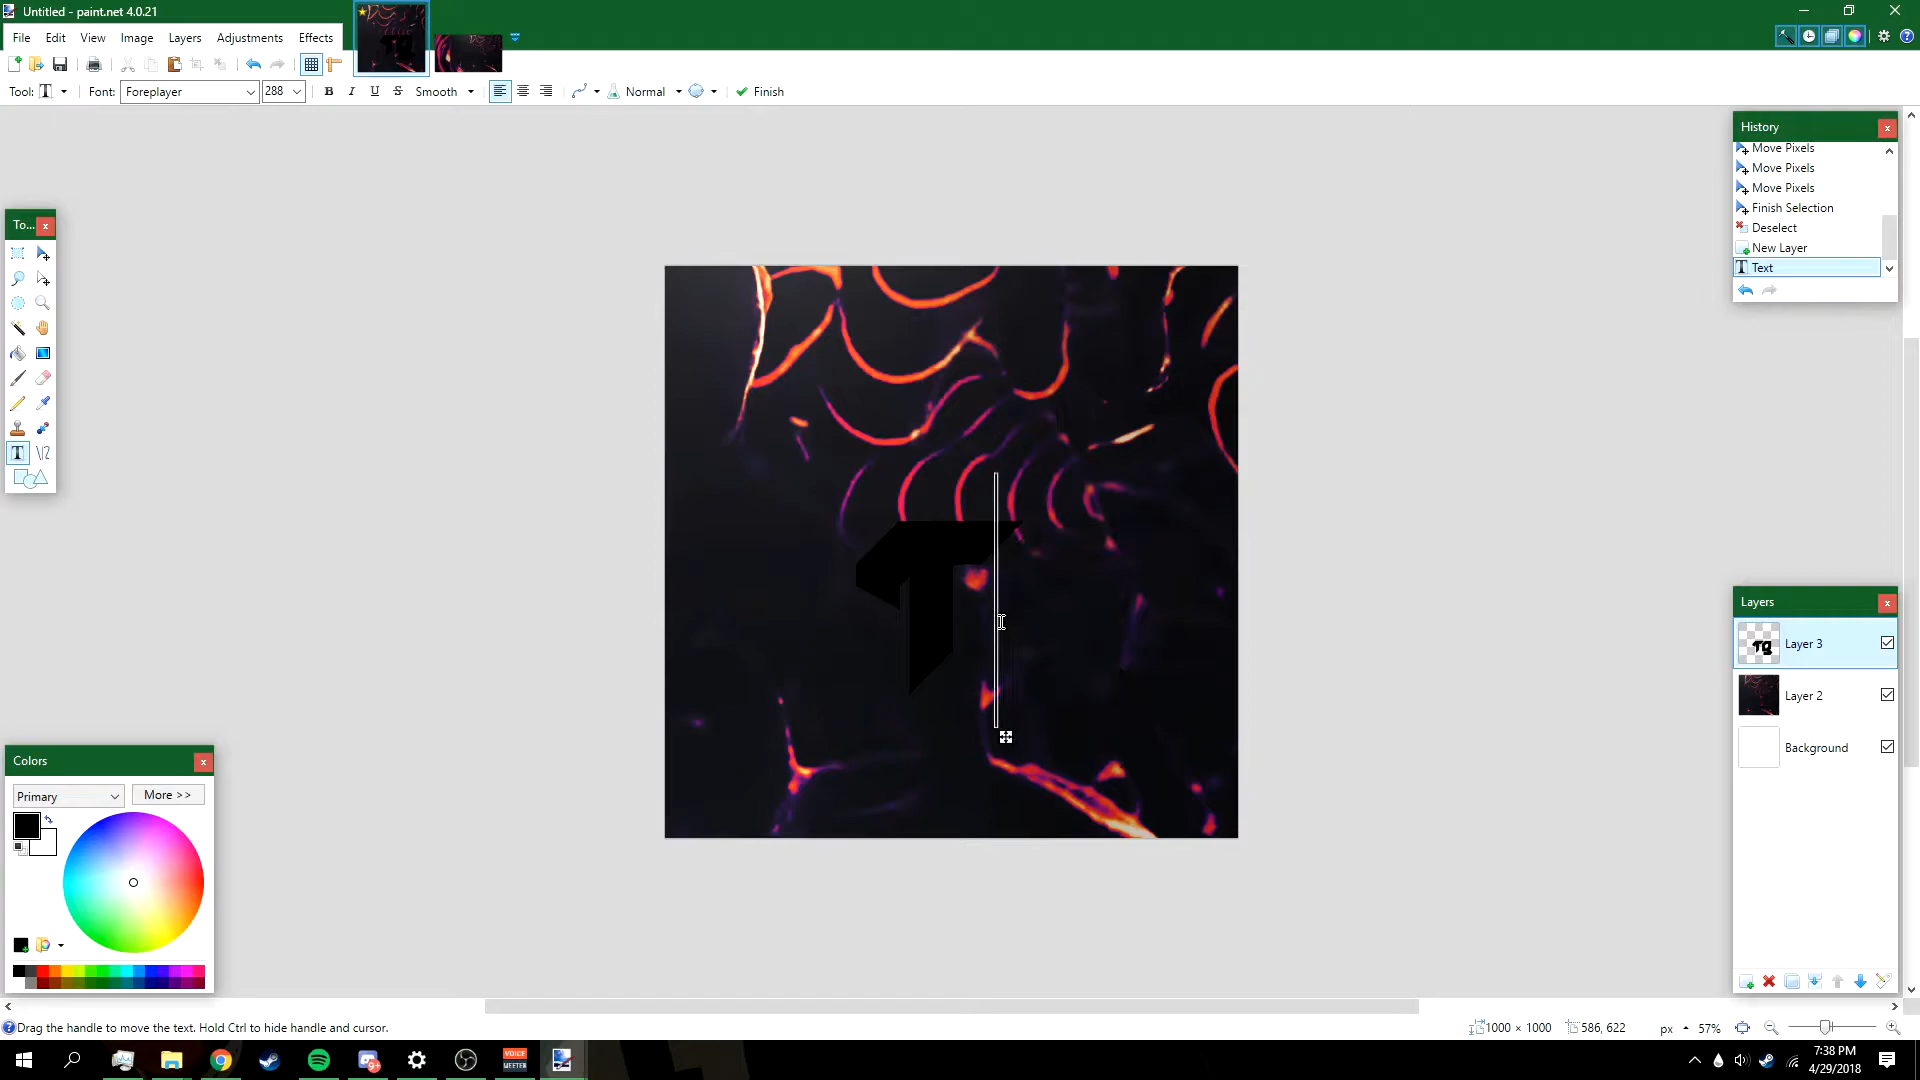 Untitled - paint.net 4.0.21
File Edit View Image Layers Adjustments Effects
Tool: T Font: Foreplayer 288 B I U S Smooth Normal Finish
History
Move Pixels
Move Pixels
Move Pixels
Finish Selection
Deselect
New Layer
Text
To...
T
Layers
Layer 3
Layer 2
Background
Colors
Primary More >>
Drag the handle to move the text. Hold Ctrl to hide handle and cursor.
1000 × 1000 586, 622 px 57%
VOICE
MEETER
7:38 PM
4/29/2018